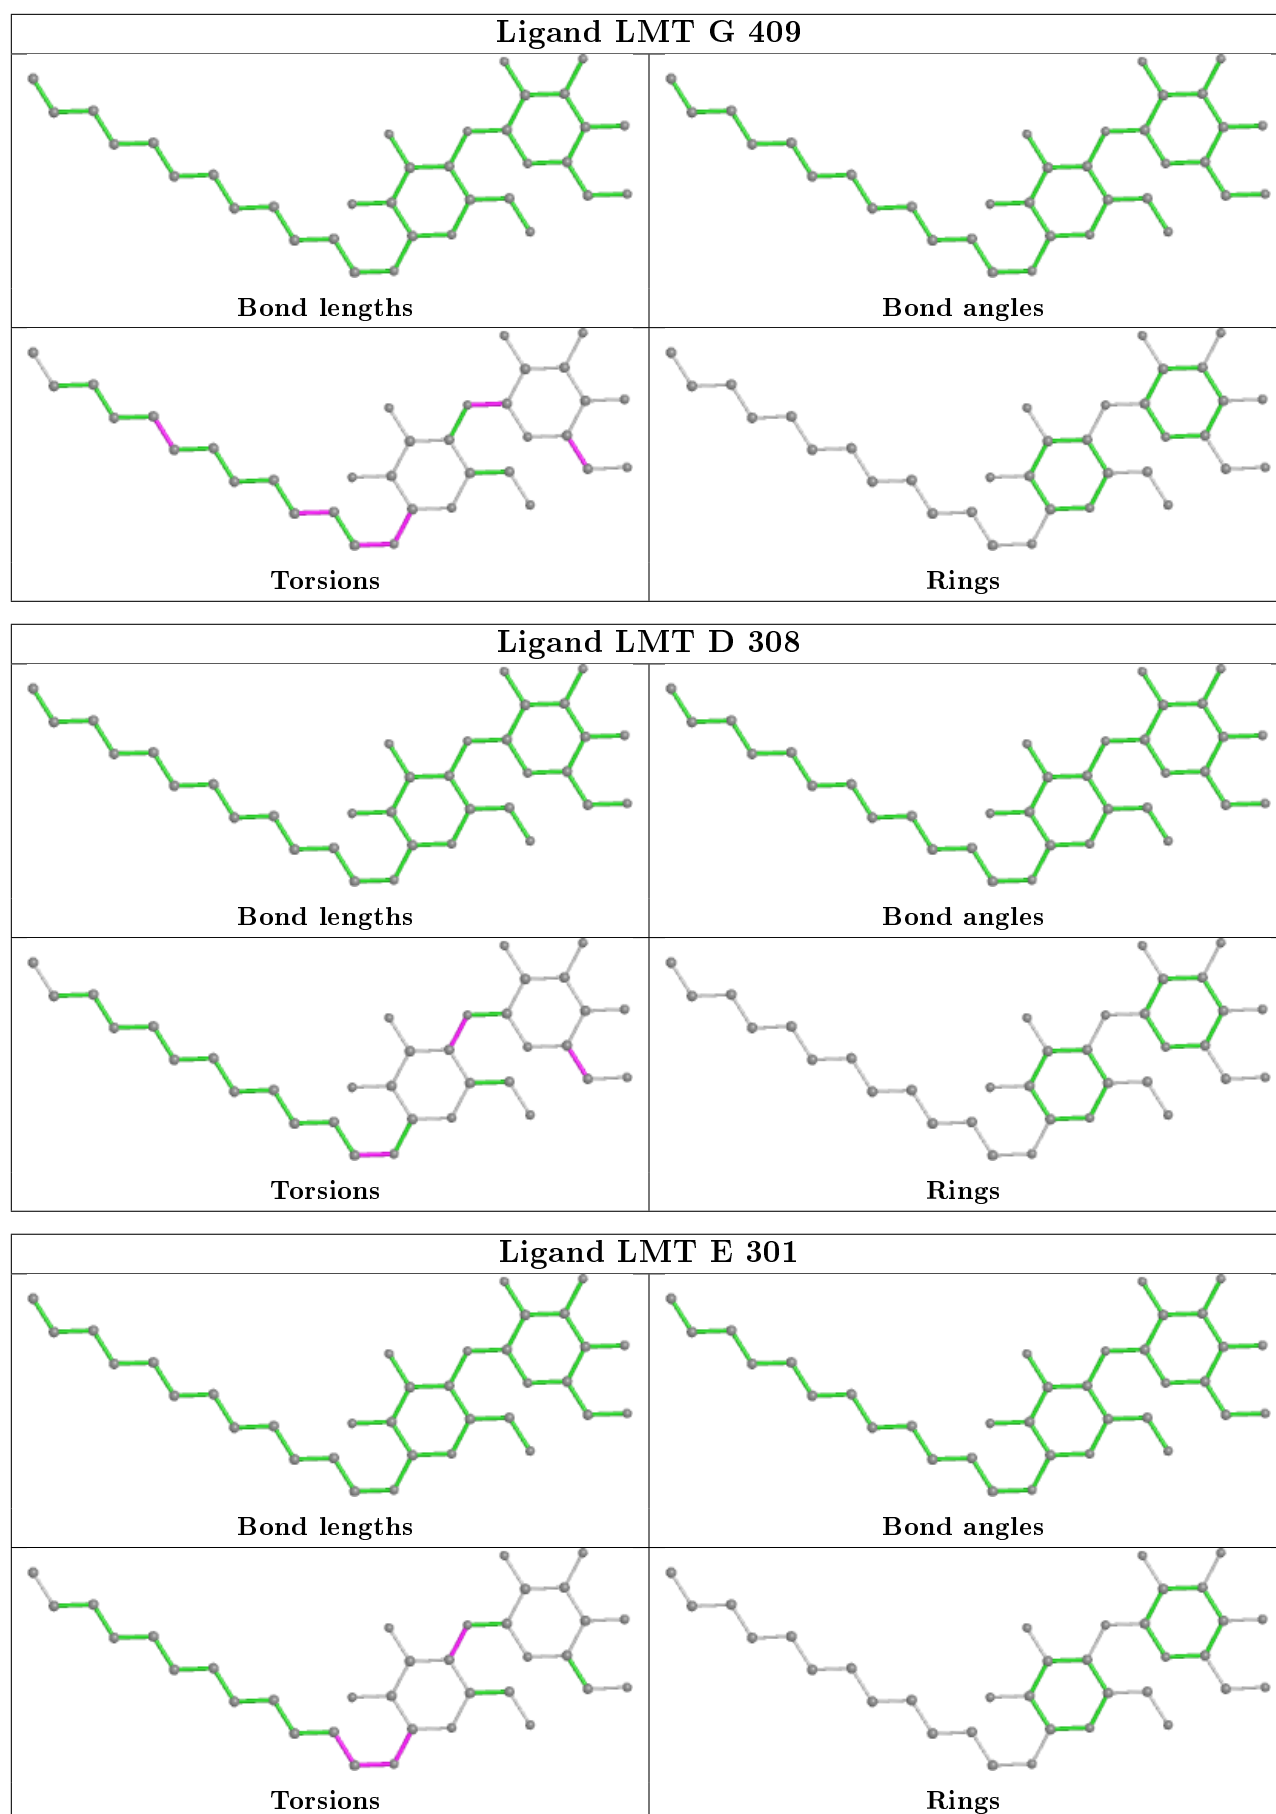 Ligand LMT G 409
Bond lengths
Bond angles
Torsions
Rings
Ligand LMT D 308
Bond lengths
Bond angles
Torsions
Rings
Ligand LMT E 301
Bond lengths
Bond angles
Torsions
Rings